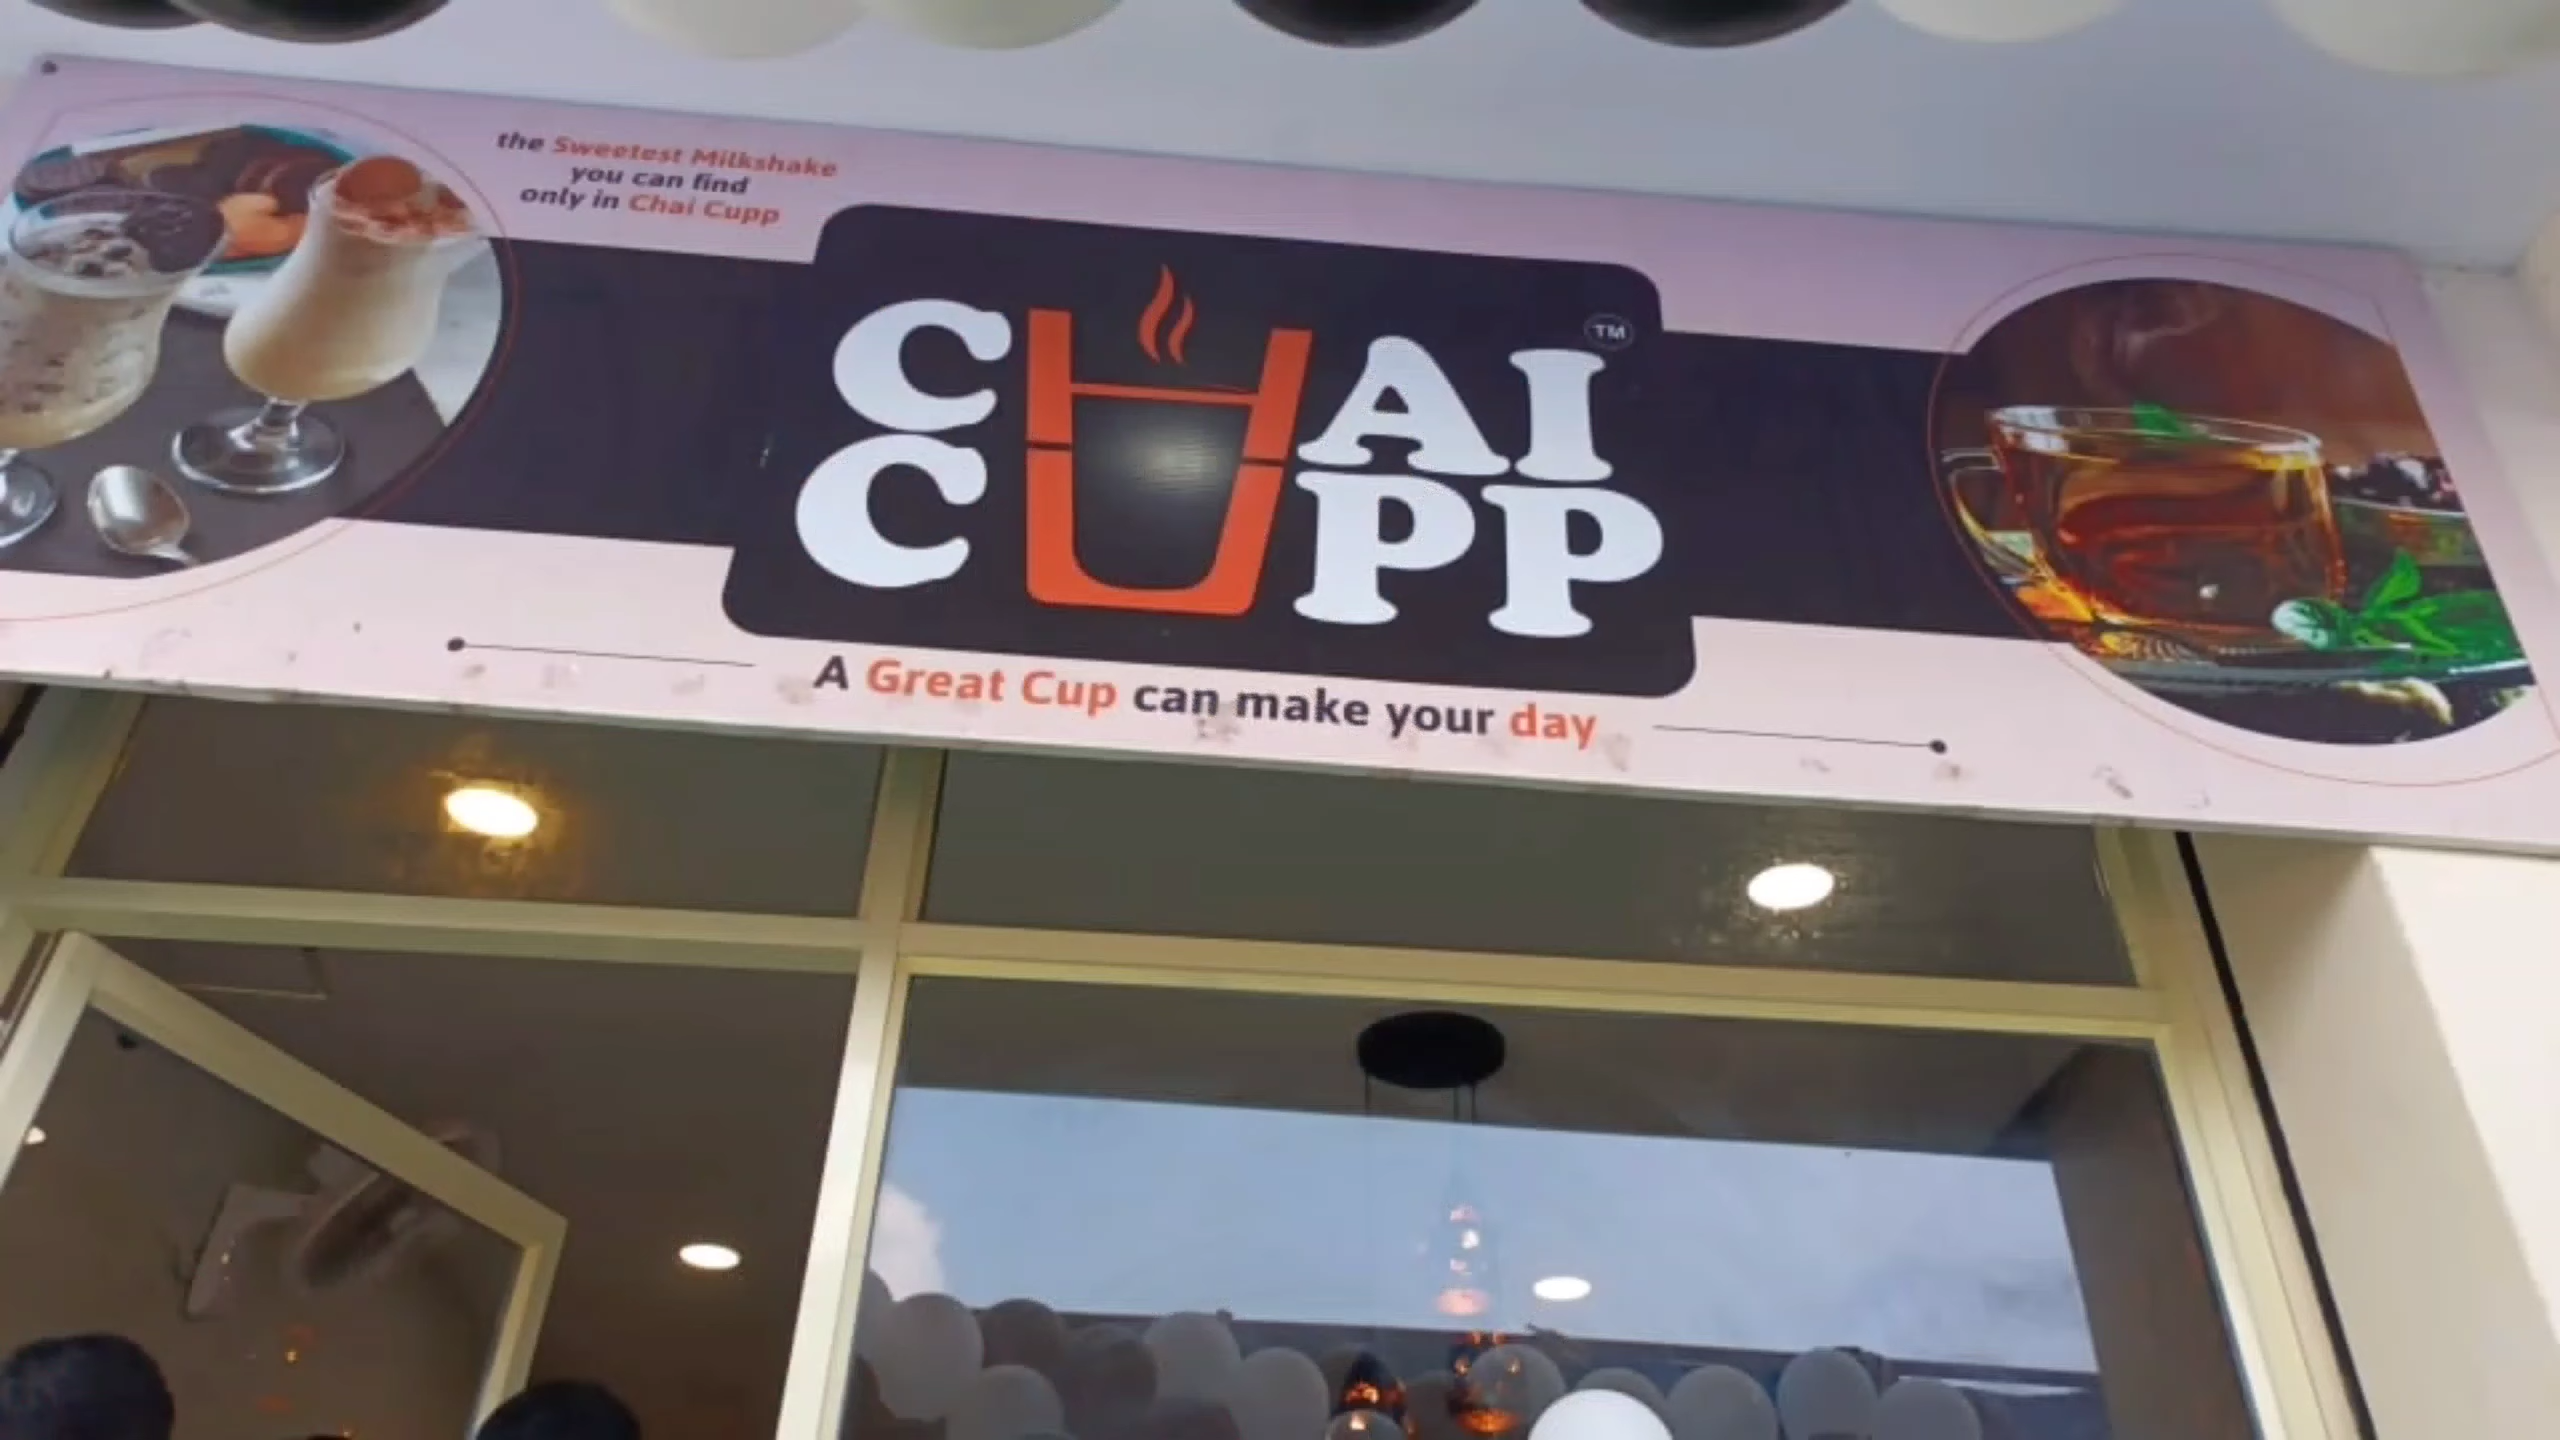 the Sweetest Milkshake
you can find
only in Chai Cupp
CHAI TM
CUPP
A Great Cup can make your day